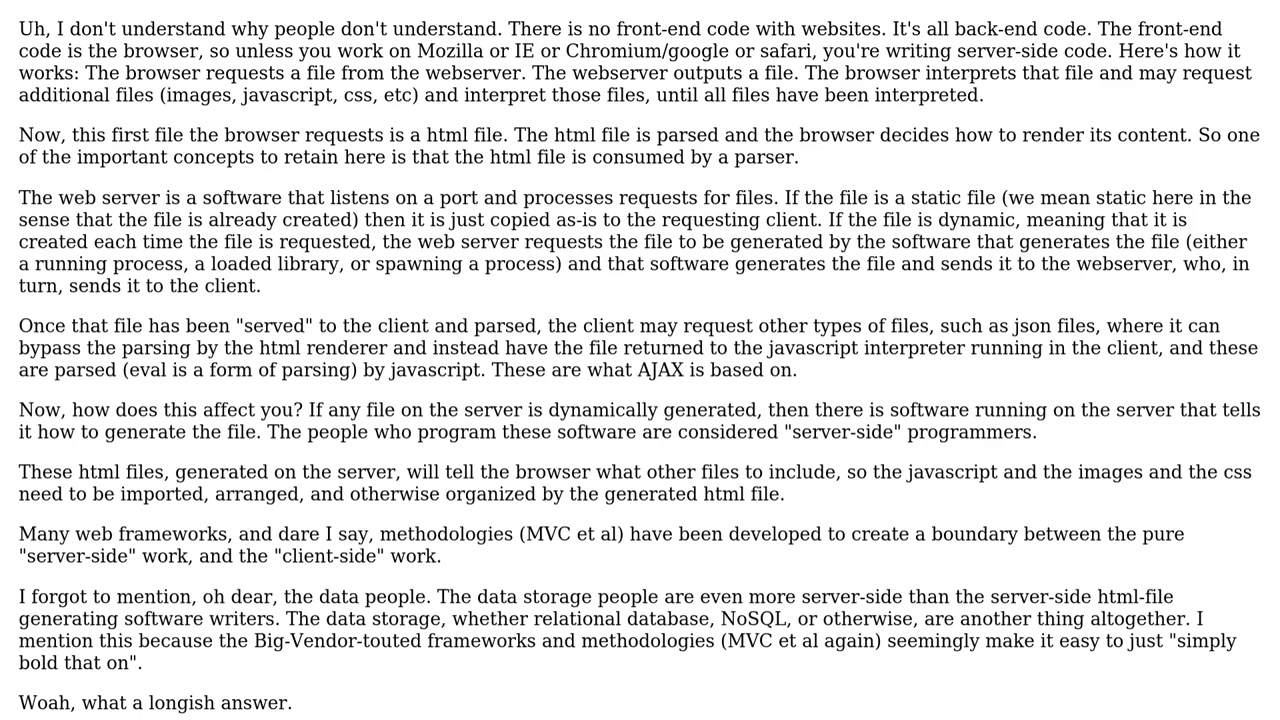 Uh, I don't understand why people don't understand. There is no front-end code with websites. It's all back-end code. The front-end
code is the browser, so unless you work on Mozilla or IE or Chromium/google or safari, you're writing server-side code. Here's how it
works: The browser requests a file from the webserver. The webserver outputs a file. The browser interprets that file and may request
additional files (images, javascript, css, etc) and interpret those files, until all files have been interpreted.
Now, this first file the browser requests is a html file. The html file is parsed and the browser decides how to render its content. So one
of the important concepts to retain here is that the html file is consumed by a parser.
The web server is a software that listens on a port and processes requests for files. If the file is a static file (we mean static here in the
sense that the file is already created) then it is just copied as-is to the requesting client. If the file is dynamic, meaning that it is
created each time the file is requested, the web server requests the file to be generated by the software that generates the file (either
a running process, a loaded library, or spawning a process) and that software generates the file and sends it to the webserver, who, in
turn, sends it to the client.
Once that file has been "served" to the client and parsed, the client may request other types of files, such as json files, where it can
bypass the parsing by the html renderer and instead have the file returned to the javascript interpreter running in the client, and these
are parsed (eval is a form of parsing) by javascript. These are what AJAX is based on.
Now, how does this affect you? If any file on the server is dynamically generated, then there is software running on the server that tells
it how to generate the file. The people who program these software are considered "server-side" programmers.
These html files, generated on the server, will tell the browser what other files to include, so the javascript and the images and the css
need to be imported, arranged, and otherwise organized by the generated html file.
Many web frameworks, and dare I say, methodologies (MVC et al) have been developed to create a boundary between the pure
"server-side" work, and the "client-side" work.
I forgot to mention, oh dear, the data people. The data storage people are even more server-side than the server-side html-file
generating software writers. The data storage, whether relational database, NoSQL, or otherwise, are another thing altogether. I
mention this because the Big-Vendor-touted frameworks and methodologies (MVC et al again) seemingly make it easy to just "simply
bold that on".
Woah, what a longish answer.